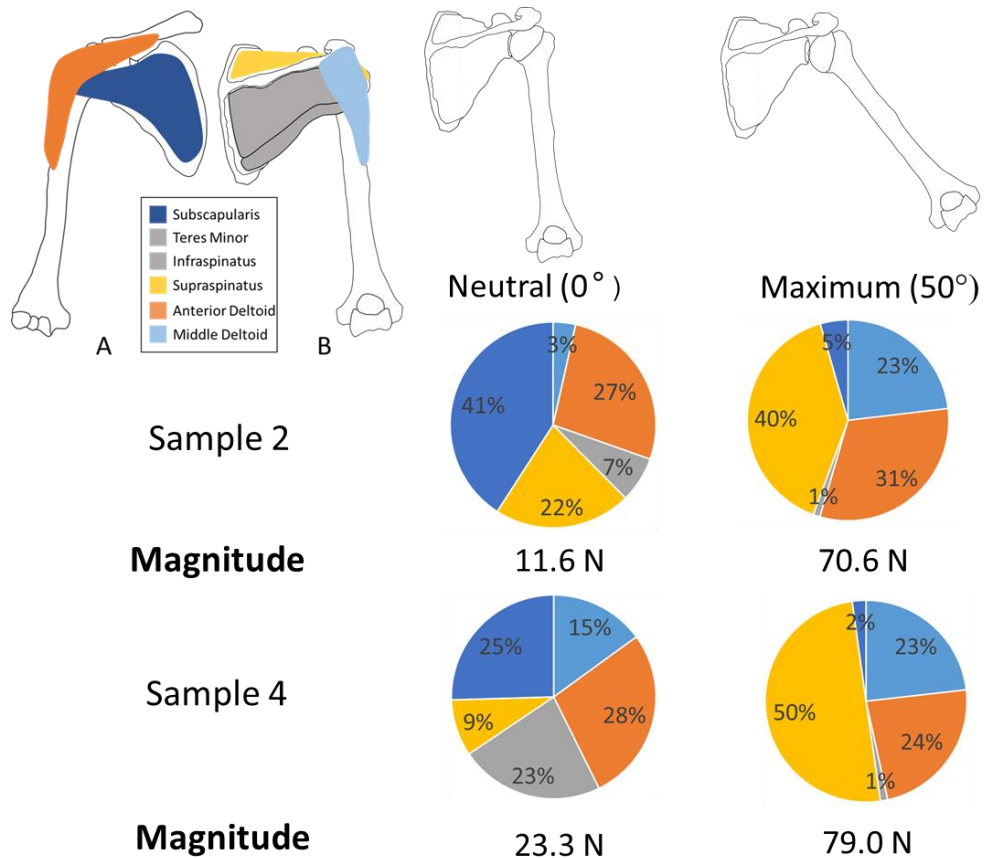 Subscapularis
Teres Minor
Infraspinatus
Supraspinatus
Anterior Deltoid
Middle Deltoid
A
B
Neutral (0°)
Maximum (50°)
Sample 2
3%
27%
7%
22%
41%
5%
23%
31%
1%
40%
Magnitude
11.6 N
70.6 N
Sample 4
15%
28%
23%
9%
25%
2%
23%
24%
1%
50%
Magnitude
23.3 N
79.0 N